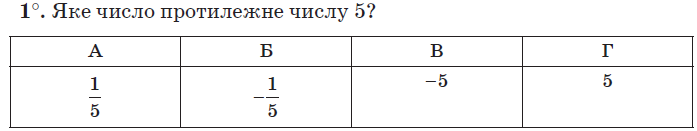 1°. Яке число протилежне числу 5?
А Б В Г
1/5 −1/5 −5 5